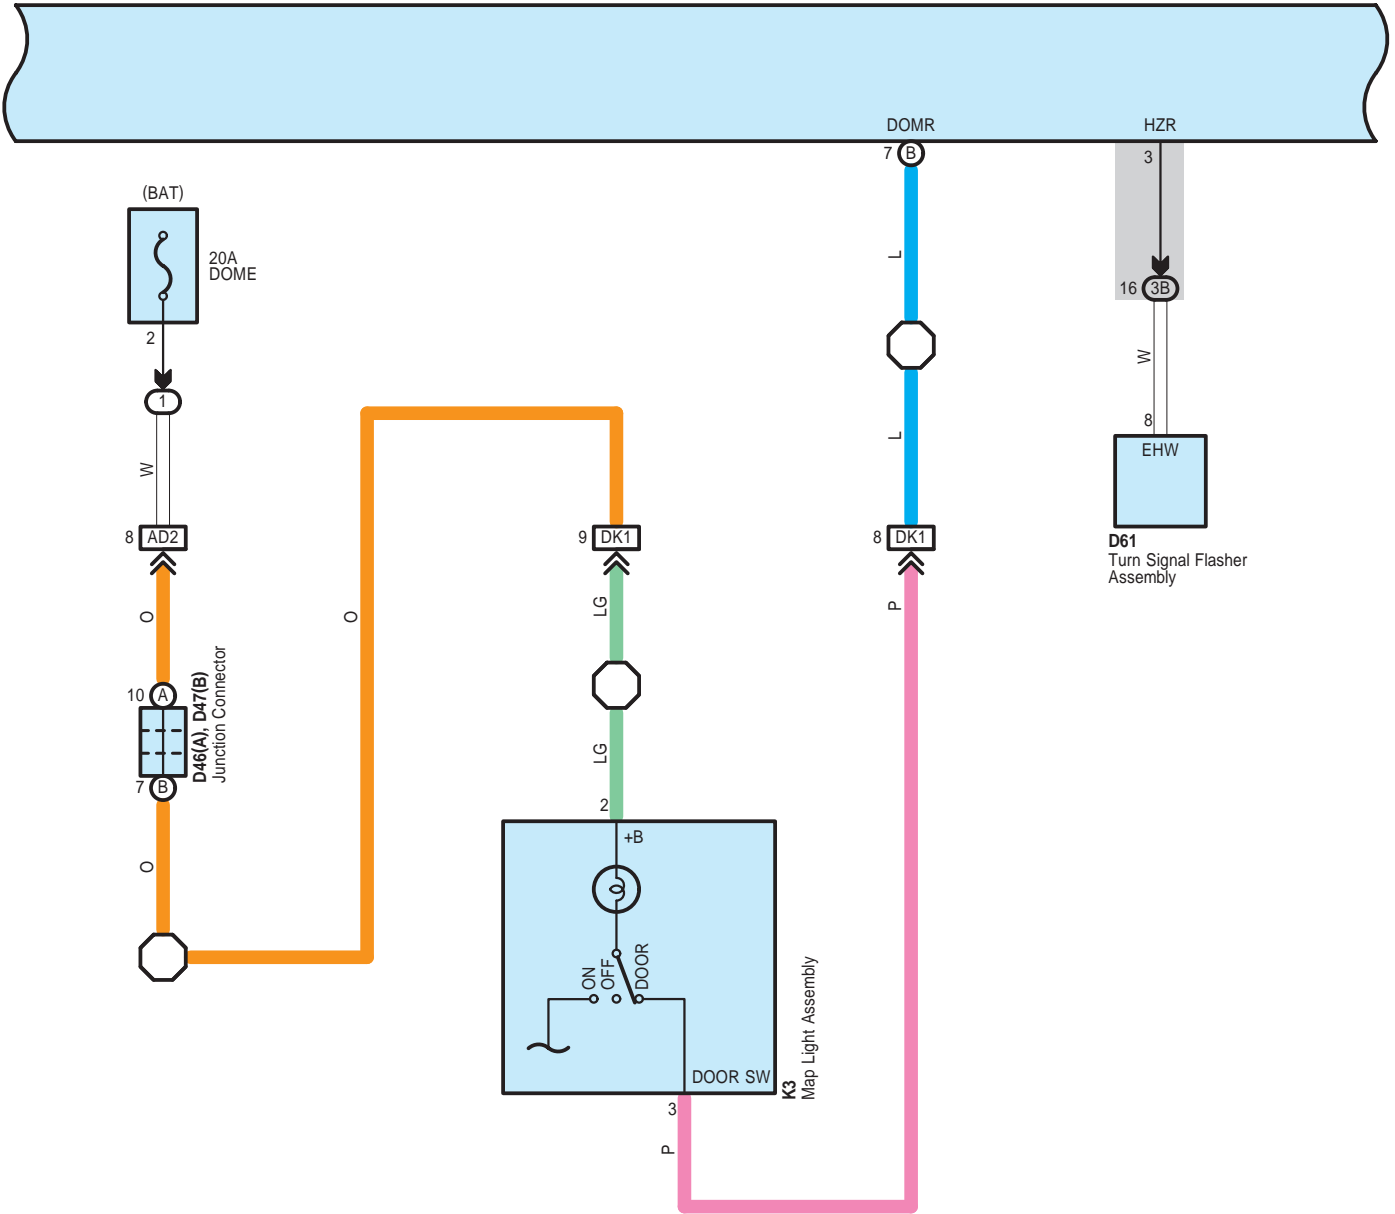 DOMR
HZR
7 B
3
(BAT)
20A
DOME
2
1
W
L
16 3B
W
8
EHW
D61
Turn Signal Flasher
Assembly
L
8 AD2
9 DK1
8 DK1
O
O
LG
P
10 A
D46(A), D47(B)
Junction Connector
7 B
LG
2
+B
O
ON
OFF
DOOR
DOOR SW
K3
Map Light Assembly
3
P